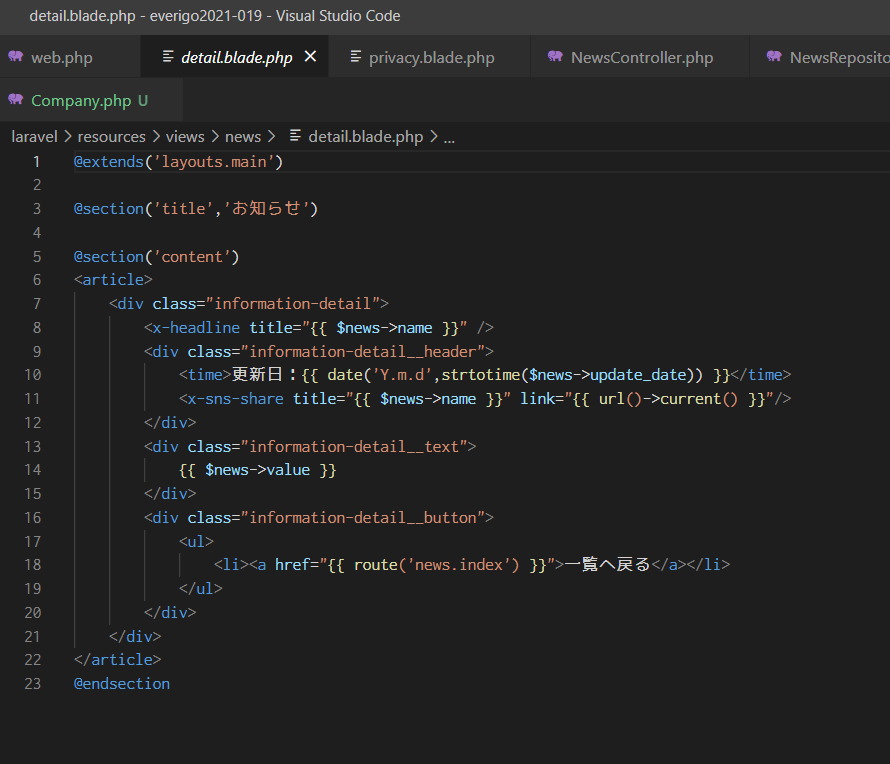 detail.blade.php - everigo2021-019 - Visual Studio Code
web.php detail.blade.php × privacy.blade.php NewsController.php NewsReposito
Company.php U
laravel > resources > views > news > detail.blade.php > ...
1 @extends('layouts.main')
2
3 @section('title','お知らせ')
4
5 @section('content')
6 <article>
7 <div class="information-detail">
8 <x-headline title="{{ $news->name }}" />
9 <div class="information-detail__header">
10 <time>更新日：{{ date('Y.m.d',strtotime($news->update_date)) }}</time>
11 <x-sns-share title="{{ $news->name }}" link="{{ url()->current() }}"/>
12 </div>
13 <div class="information-detail__text">
14 {{ $news->value }}
15 </div>
16 <div class="information-detail__button">
17 <ul>
18 <li><a href="{{ route('news.index') }}">一覧へ戻る</a></li>
19 </ul>
20 </div>
21 </div>
22 </article>
23 @endsection